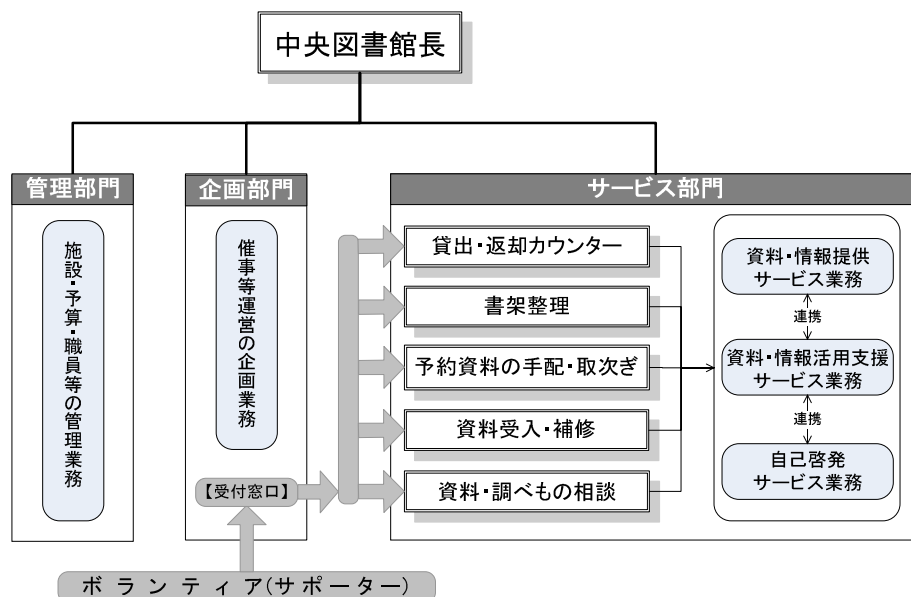 中央図書館長
管理部門
施設・予算・職員等の管理業務
企画部門
催事等運営の企画業務
【受付窓口】
サービス部門
貸出・返却カウンター
書架整理
予約資料の手配・取次ぎ
資料受入・補修
資料・調べもの相談
資料・情報提供
サービス業務
連携
資料・情報活用支援
サービス業務
連携
自己啓発
サービス業務
ボランティア(サポーター)